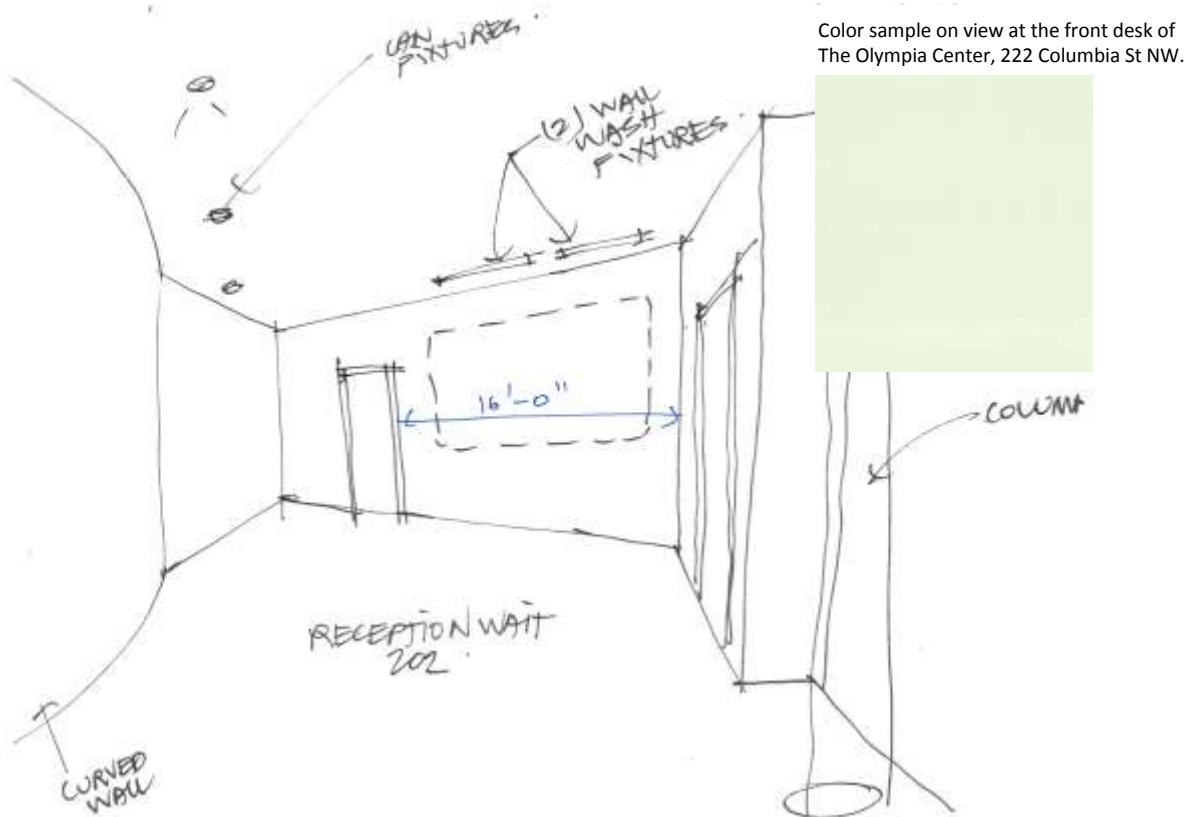 Color sample on view at the front desk of
The Olympia Center, 222 Columbia St NW.
CAN
FIXTURES.
(2) WALL
WASH
FIXTURES.
16'-0"
COLUMN
RECEPTION WAIT
202.
CURVED
WALL